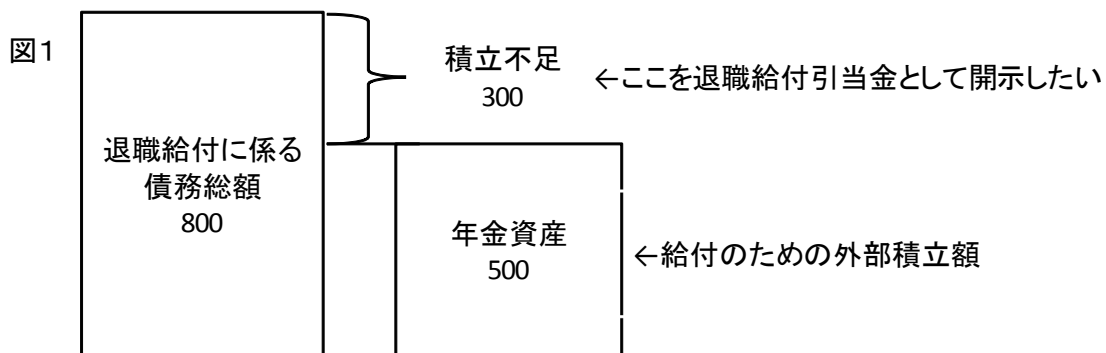 図1
積立不足
300
←ここを退職給付引当金として開示したい
退職給付に係る
債務総額
800
年金資産
500
←給付のための外部積立額